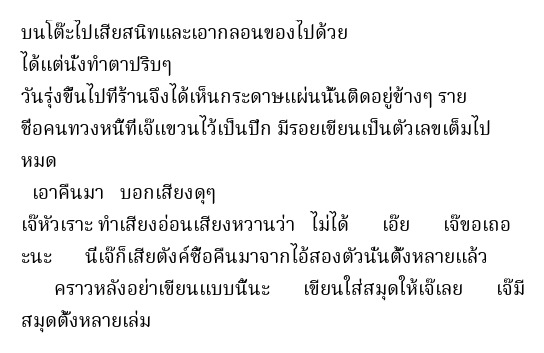 บนโต๊ะไปเสียสนิทและเอากลอนของไปด้วย
ได้แต่นั่งทำตาปริบๆ
วันรุ่งขึ้นไปที่ร้านจึงได้เห็นกระดาษแผ่นนั้นติดอยู่ข้างๆ ราย
ชื่อคนทวงหนี้ที่เจ๊แขวนไว้เป็นปึก มีรอยเขียนเป็นตัวเลขเต็มไป
หมด
เอาคืนมา บอกเสียงดุๆ
เจ๊หัวเราะ ทำเสียงอ่อนเสียงหวานว่า ไม่ได้ เอ๊ย เจ๊ขอเถอ
ะนะ นี่เจ๊ก็เสียตังค์ซื้อคืนมาจากไอ้สองตัวนั่นตั้งหลายแล้ว
คราวหลังอย่าเขียนแบบนี้นะ เขียนใส่สมุดให้เจ๊เลย เจ๊มี
สมุดตั้งหลายเล่ม